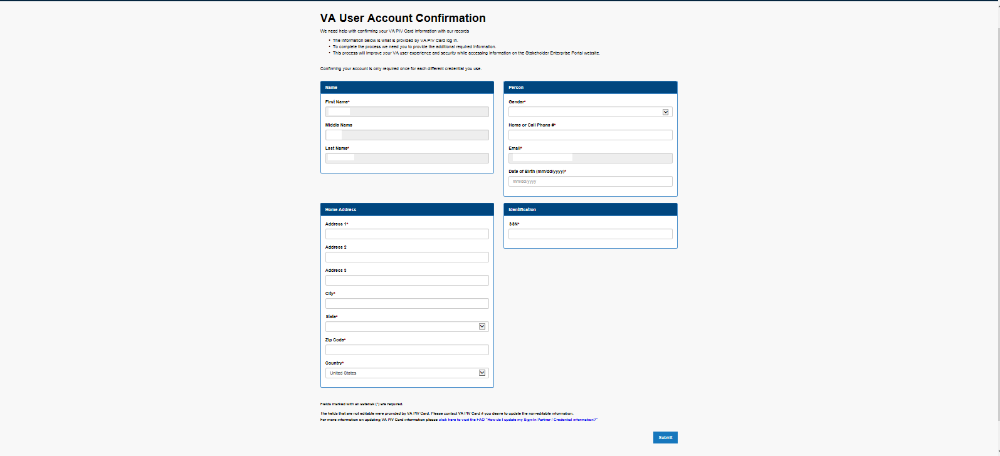 VA User Account Confirmation
We need help with confirming your VA PIV Card information with our records
• The information below is what is provided by VA PIV Card log in.
• To complete the process we need you to provide the additional required information.
• This process will improve your VA user experience and security while accessing information on the Stakeholder Enterprise Portal website.
Confirming your account is only required once for each different credential you use.
Name
First Name*
Middle Name
Last Name*
Person
Gender*
Home or Cell Phone #*
Email*
Date of Birth (mm/dd/yyyy)*
mm/dd/yyyy
Home Address
Address 1*
Address 2
Address 3
City*
State*
Zip Code*
Country*
United States
Identification
SSN*
Fields marked with an asterisk (*) are required.
The fields that are not editable were provided by VA PIV Card. Please contact VA PIV Card if you desire to update the non-editable information.
For more information on updating VA PIV Card information please click here to visit the FAQ "How do I update my Sign-In Partner / Credential information?"
Submit